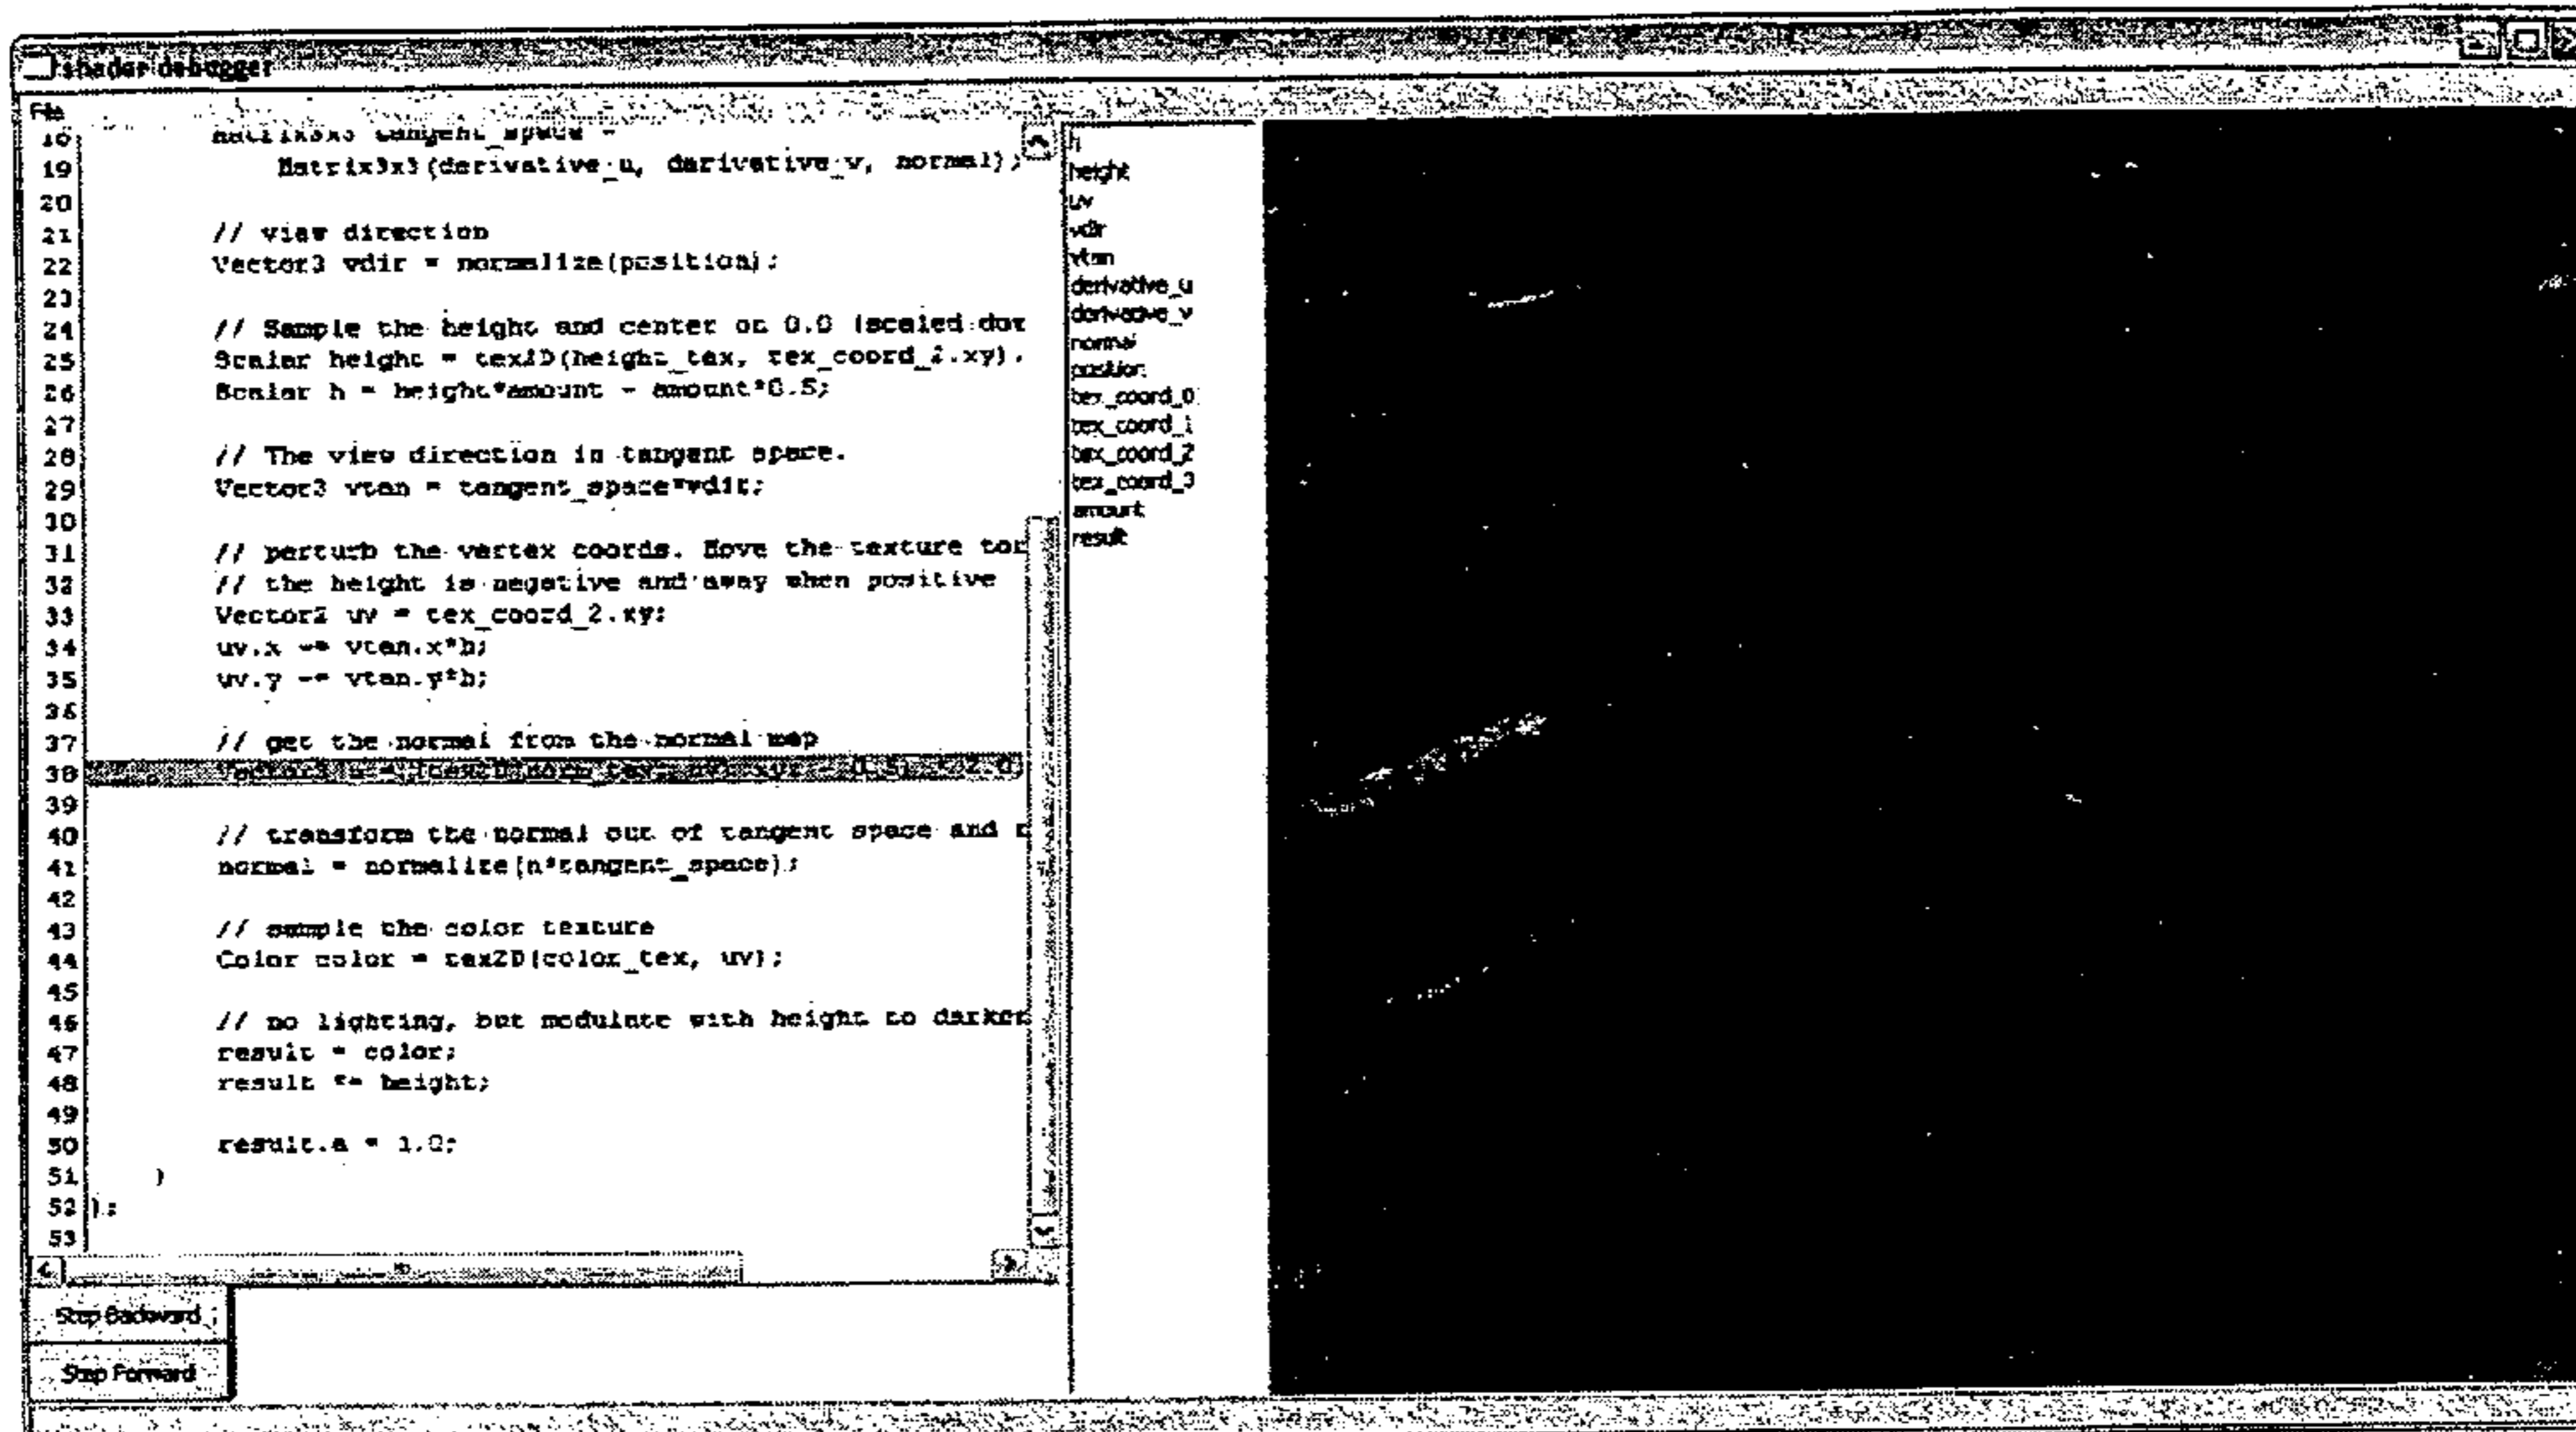 shader debugger
File
18
19 Matrix3x3(derivative_u, derivative_v, normal);
20
21 // view direction
22 Vector3 vdir = normalize(position);
23
24 // Sample the height and center on 0.0 (scaled
25 Scalar height = tex2D(height_tex, tex_coord_2.xy).
26 Scalar h = height*amount - amount*0.5;
27
28 // The view direction in tangent space.
29 Vector3 vtan = tangent_space*vdir;
30
31 // perturb the vertex coords. Move the texture
32 // the height is negative and away when positive
33 Vector2 uv = tex_coord_2.xy;
34 uv.x -= vtan.x*h;
35 uv.y -= vtan.y*h;
36
37 // get the normal from the normal map
38
39
40 // transform the normal out of tangent space and
41 normal = normalize(n*tangent_space);
42
43 // sample the color texture
44 Color color = tex2D(color_tex, uv);
45
46 // no lighting, but modulate with height to darken
47 result = color;
48 result *= height;
49
50 result.a = 1.0;
51 }
52 };
53
Step Backward
Step Forward
h
height
uv
vdir
vtan
derivative_u
derivative_v
normal
position
tex_coord_0
tex_coord_1
tex_coord_2
tex_coord_3
amount
result